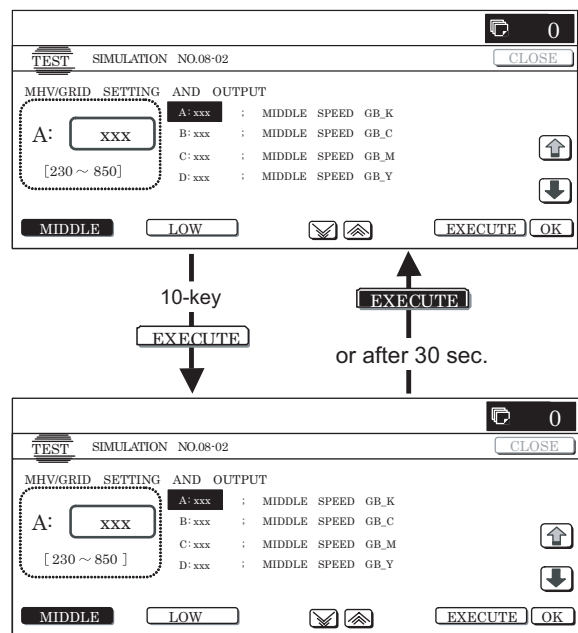 0
TEST SIMULATION NO.08-02 CLOSE
MHV/GRID SETTING AND OUTPUT
A: xxx
[230 ~ 850]
A: xxx ; MIDDLE SPEED GB_K
B: xxx ; MIDDLE SPEED GB_C
C: xxx ; MIDDLE SPEED GB_M
D: xxx ; MIDDLE SPEED GB_Y
MIDDLE LOW EXECUTE OK
10-key
EXECUTE
EXECUTE
or after 30 sec.
0
TEST SIMULATION NO.08-02 CLOSE
MHV/GRID SETTING AND OUTPUT
A: xxx
[ 230 ~ 850 ]
A: xxx ; MIDDLE SPEED GB_K
B: xxx ; MIDDLE SPEED GB_C
C: xxx ; MIDDLE SPEED GB_M
D: xxx ; MIDDLE SPEED GB_Y
MIDDLE LOW EXECUTE OK